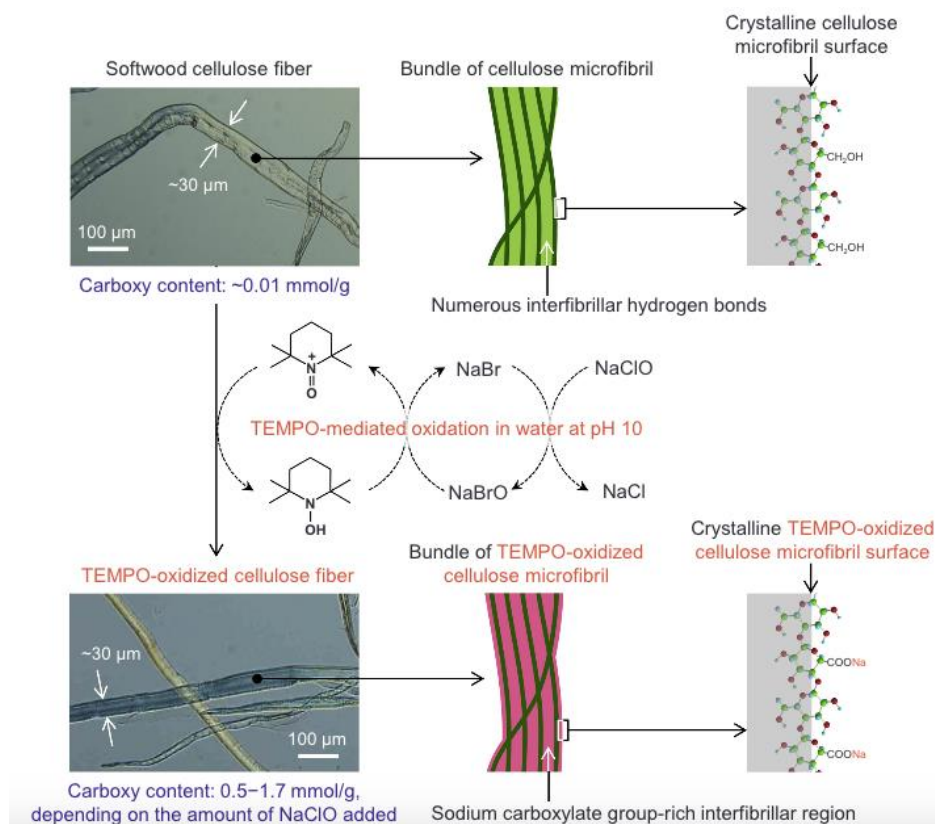 Crystalline cellulose
microfibril surface
Softwood cellulose fiber
Bundle of cellulose microfibril
~30 µm
100 µm
CH₂OH
CH₂OH
Carboxy content: ~0.01 mmol/g
Numerous interfibrillar hydrogen bonds
+
N
O
NaBr
NaClO
TEMPO-mediated oxidation in water at pH 10
N
OH
NaBrO
NaCl
TEMPO-oxidized cellulose fiber
Bundle of TEMPO-oxidized
cellulose microfibril
Crystalline TEMPO-oxidized
cellulose microfibril surface
~30 µm
100 µm
COONa
COONa
Carboxy content: 0.5−1.7 mmol/g,
depending on the amount of NaClO added
Sodium carboxylate group-rich interfibrillar region